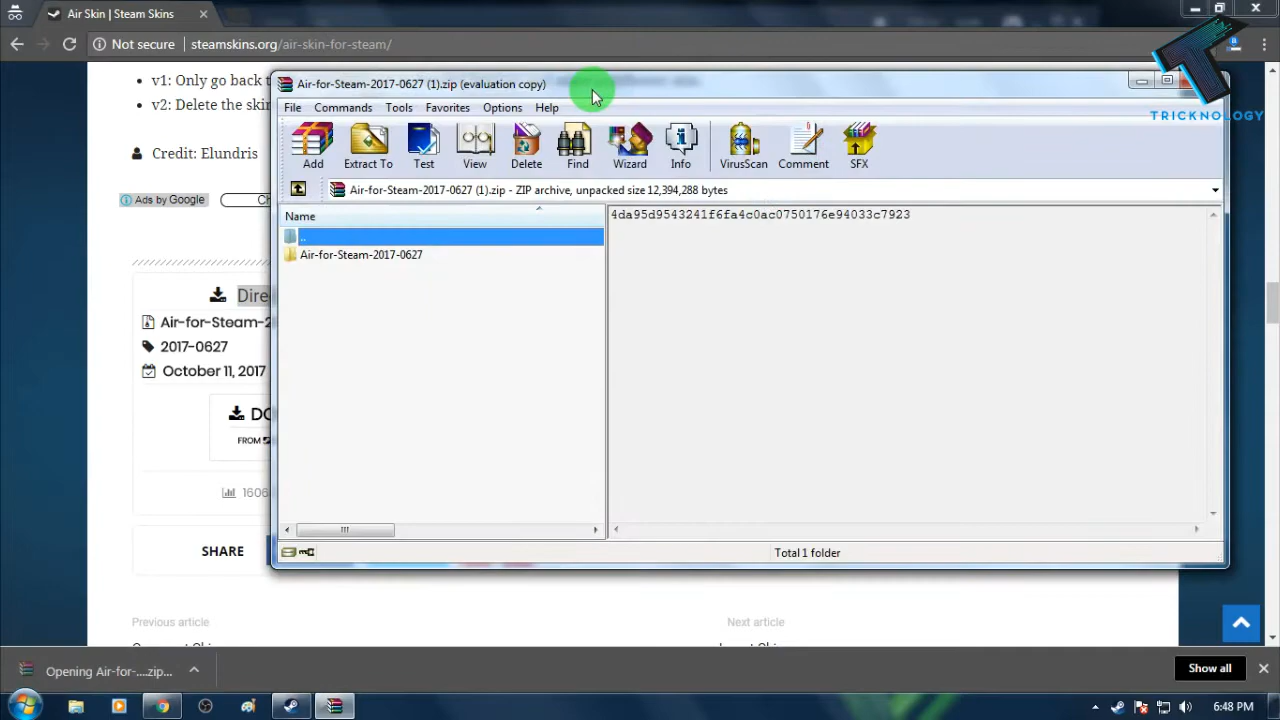 Air Skin | Steam Skins
Not secure
steamskins.org/air-skin-for-steam/
TRICKNOLOGY
v1: Only go back t
v2: Delete the skin
Credit: Elundris
Ads by Google
Air-for-Steam-2017-0627 (1).zip (evaluation copy)
File Commands Tools Favorites Options Help
Add Extract To Test View Delete Find Wizard Info VirusScan Comment SFX
Air-for-Steam-2017-0627 (1).zip - ZIP archive, unpacked size 12,394,288 bytes
Name
..
Air-for-Steam-2017-0627
4da95d9543241f6fa4c0ac0750176e94033c7923
Total 1 folder
Dire
Air-for-Steam-2
2017-0627
October 11, 2017
DO
FROM
1606
SHARE
Previous article
Next article
Opening Air-for-....zip...
Show all
6:48 PM